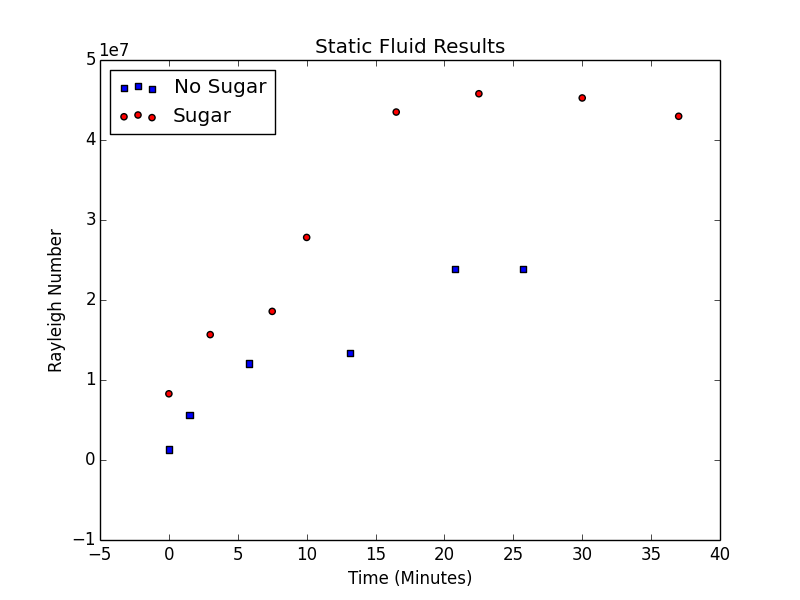 Static Fluid Results
1e7
No Sugar
Sugar
5
4
3
2
1
0
−1
Rayleigh Number
−5 0 5 10 15 20 25 30 35 40
Time (Minutes)